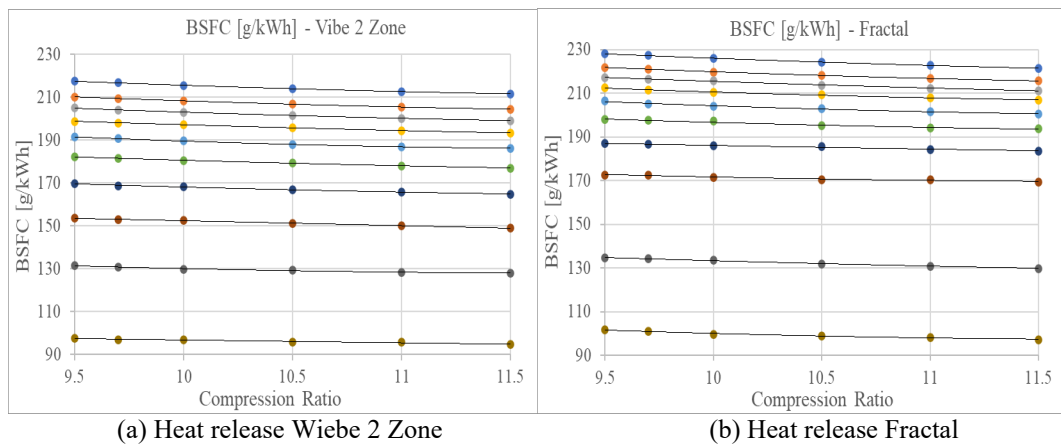 BSFC [g/kWh] - Vibe 2 Zone
BSFC [g/kWh]
230
210
190
170
150
130
110
90
9.5 10 10.5 11 11.5
Compression Ratio
(a) Heat release Wiebe 2 Zone
BSFC [g/kWh] - Fractal
BSFC [g/kWh]
230
210
190
170
150
130
110
90
9.5 10 10.5 11 11.5
Compression Ratio
(b) Heat release Fractal